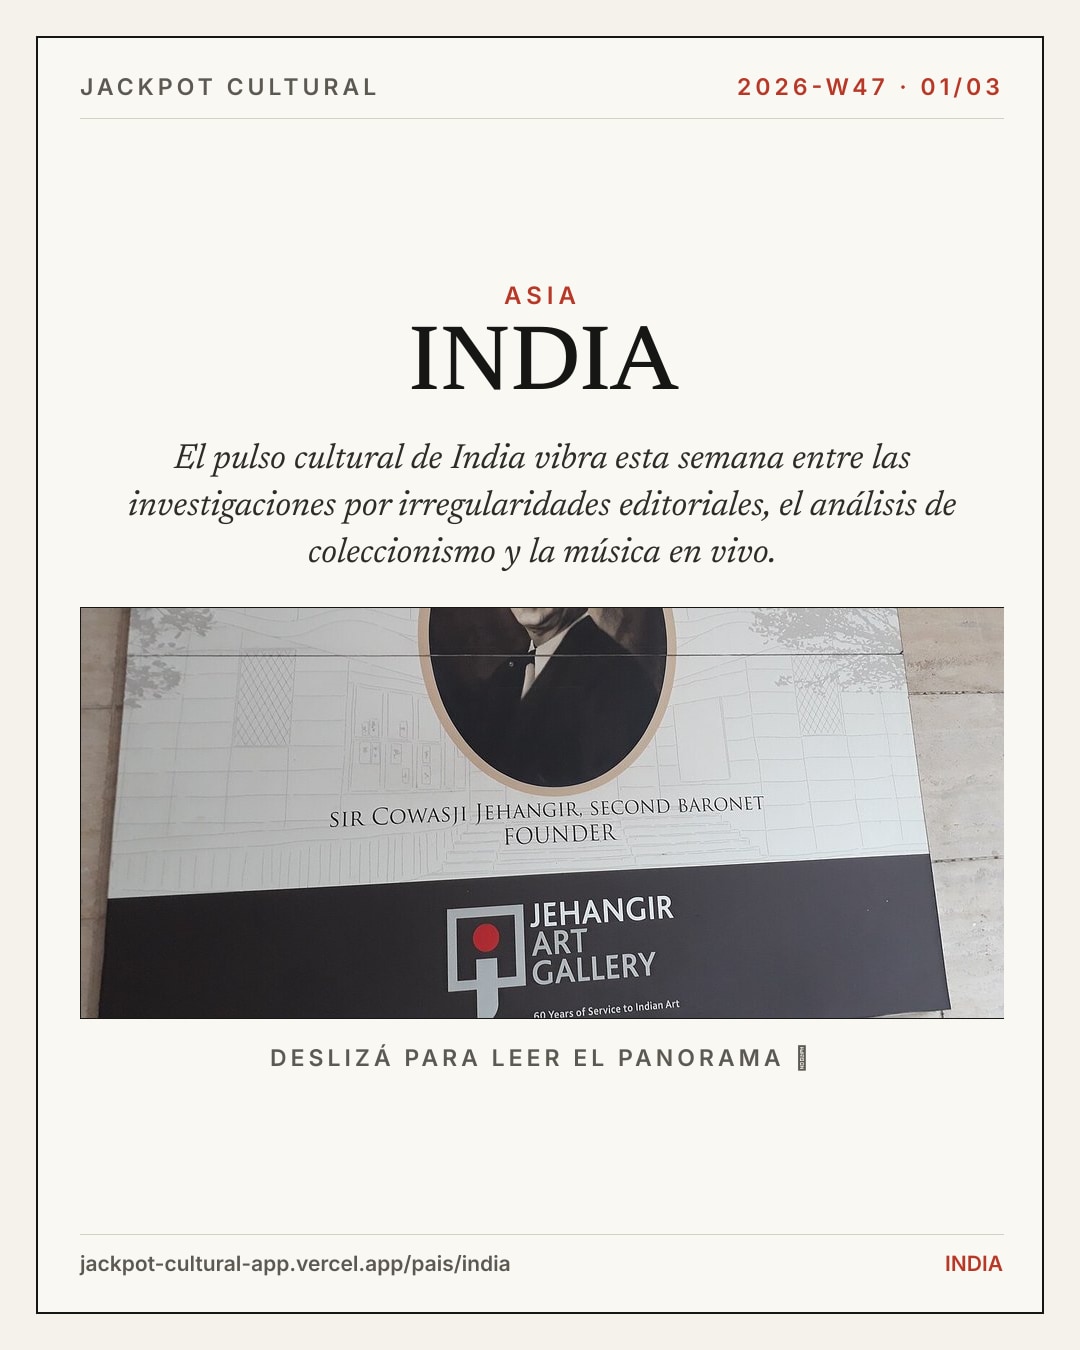 JACKPOT CULTURAL
2026-W47 · 01/03
ASIA
INDIA
El pulso cultural de India vibra esta semana entre las
investigaciones por irregularidades editoriales, el análisis de
coleccionismo y la música en vivo.
SIR COWASJI JEHANGIR, SECOND BARONET
FOUNDER
JEHANGIR
ART
GALLERY
60 Years of Service to Indian Art
DESLIZÁ PARA LEER EL PANORAMA
jackpot-cultural-app.vercel.app/pais/india
INDIA